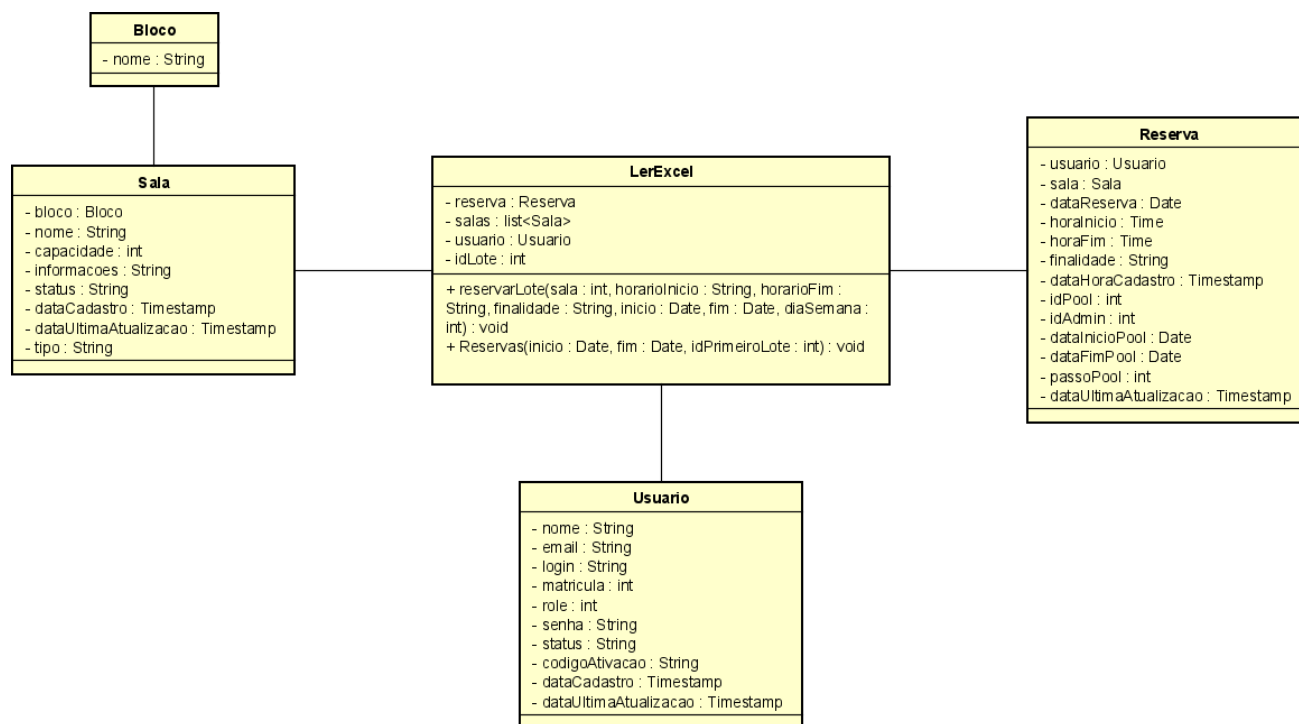 Bloco
- nome : String
Sala
- bloco : Bloco
- nome : String
- capacidade : int
- informacoes : String
- status : String
- dataCadastro : Timestamp
- dataUltimaAtualizacao : Timestamp
- tipo : String
LerExcel
- reserva : Reserva
- salas : list<Sala>
- usuario : Usuario
- idLote : int
+ reservarLote(sala : int, horarioInicio : String, horarioFim :
String, finalidade : String, inicio : Date, fim : Date, diaSemana :
int) : void
+ Reservas(inicio : Date, fim : Date, idPrimeiroLote : int) : void
Reserva
- usuario : Usuario
- sala : Sala
- dataReserva : Date
- horaInicio : Time
- horaFim : Time
- finalidade : String
- dataHoraCadastro : Timestamp
- idPool : int
- idAdmin : int
- dataInicioPool : Date
- dataFimPool : Date
- passoPool : int
- dataUltimaAtualizacao : Timestamp
Usuario
- nome : String
- email : String
- login : String
- matricula : int
- role : int
- senha : String
- status : String
- codigoAtivacao : String
- dataCadastro : Timestamp
- dataUltimaAtualizacao : Timestamp